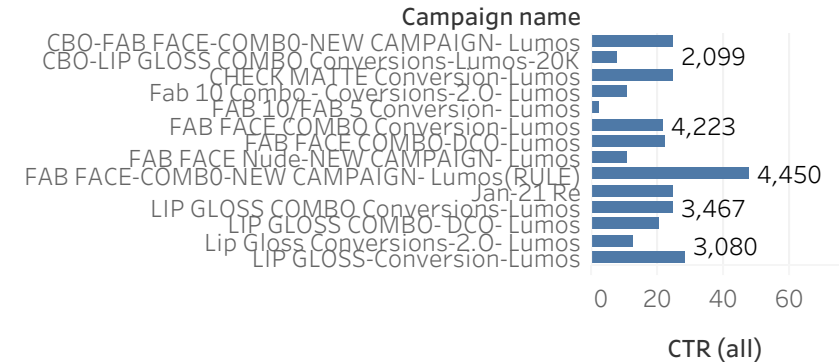 Campaign name
CBO-FAB FACE-COMB0-NEW CAMPAIGN- Lumos
CBO-LIP GLOSS COMBO Conversions-Lumos-20K
2,099
CHECK MATTE Conversion-Lumos
Fab 10 Combo - Coversions-2.O- Lumos
FAB 10/FAB 5 Conversion- Lumos
FAB FACE COMBO Conversion-Lumos
4,223
FAB FACE COMBO-DCO-Lumos
FAB FACE Nude-NEW CAMPAIGN- Lumos
FAB FACE-COMB0-NEW CAMPAIGN- Lumos(RULE)
4,450
Jan-21 Re
LIP GLOSS COMBO Conversions-Lumos
3,467
LIP GLOSS COMBO- DCO- Lumos
Lip Gloss Conversions-2.O- Lumos
3,080
LIP GLOSS-Conversion-Lumos
0 20 40 60
CTR (all)